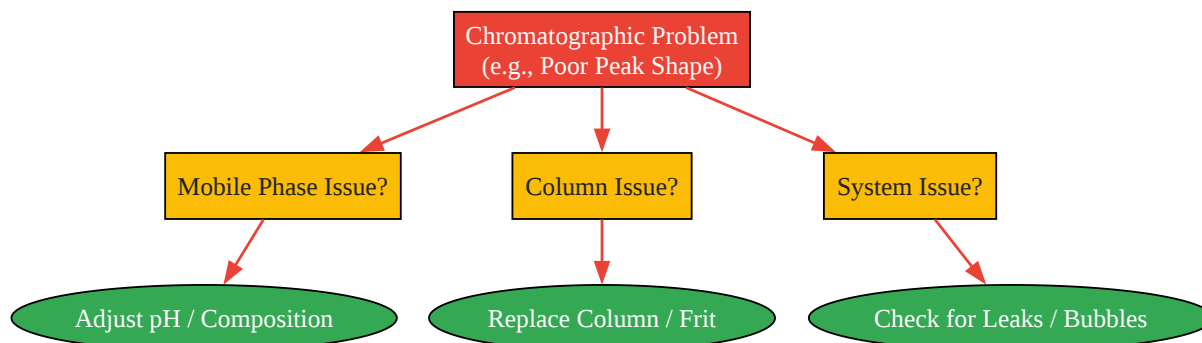 Chromatographic Problem
(e.g., Poor Peak Shape)
Mobile Phase Issue?
Column Issue?
System Issue?
Adjust pH / Composition
Replace Column / Frit
Check for Leaks / Bubbles